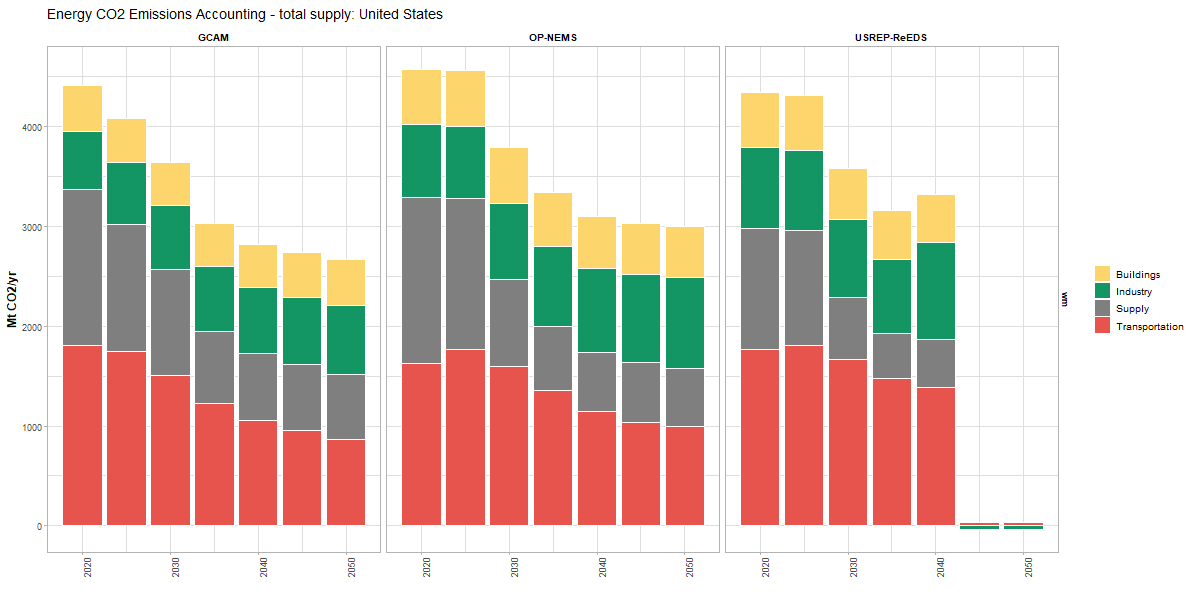 Energy CO2 Emissions Accounting - total supply: United States
GCAM
OP-NEMS
USREP-ReEDS
Mt CO2/yr
4000
3000
2000
1000
0
2020
2030
2040
2050
2020
2030
2040
2050
2020
2030
2040
2050
wm
Buildings
Industry
Supply
Transportation